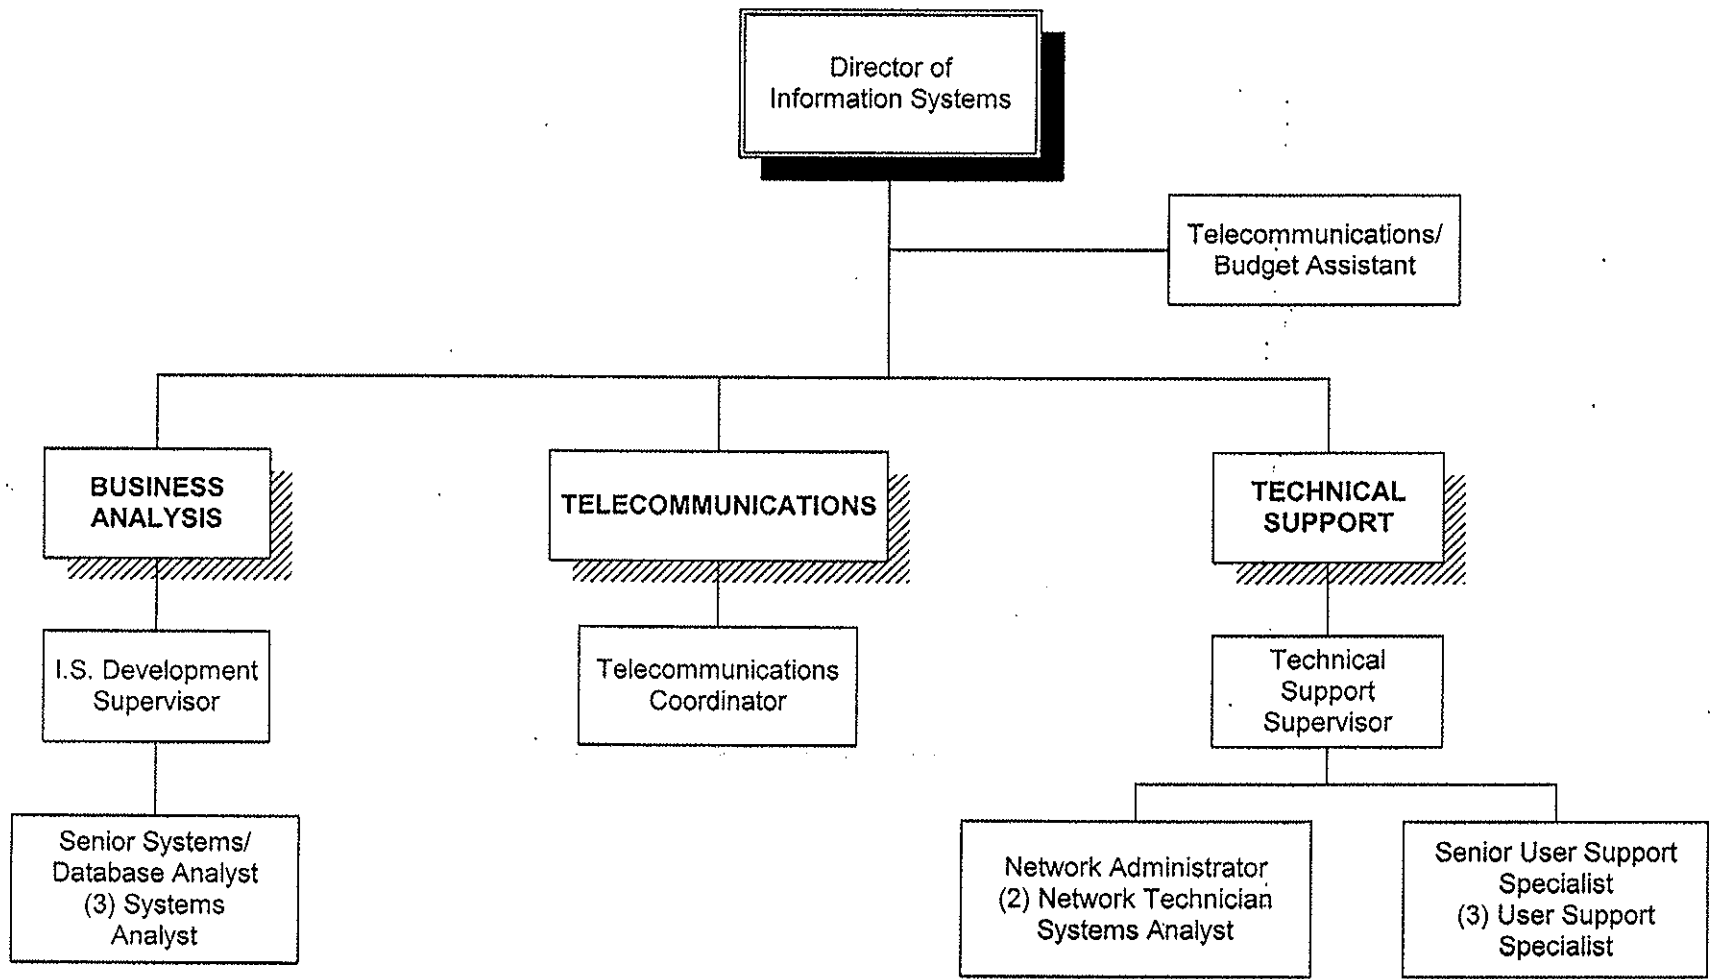 Director of
Information Systems
Telecommunications/
Budget Assistant
BUSINESS
ANALYSIS
TELECOMMUNICATIONS
TECHNICAL
SUPPORT
I.S. Development
Supervisor
Telecommunications
Coordinator
Technical
Support
Supervisor
Senior Systems/
Database Analyst
(3) Systems
Analyst
Network Administrator
(2) Network Technician
Systems Analyst
Senior User Support
Specialist
(3) User Support
Specialist